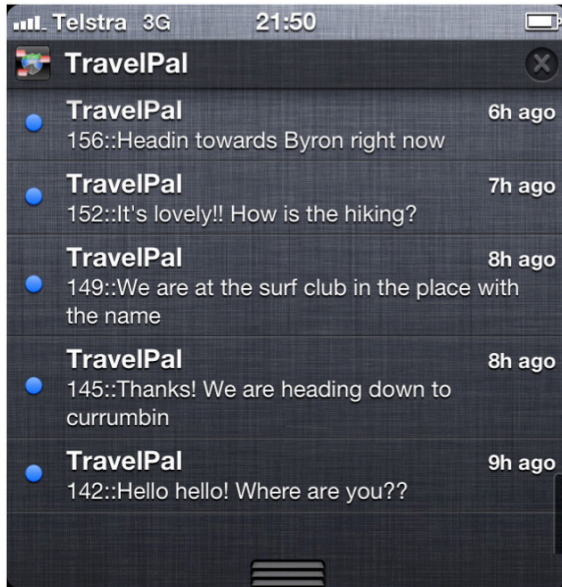 Telstra 3G 21:50
TravelPal
TravelPal 6h ago
156::Headin towards Byron right now
TravelPal 7h ago
152::It's lovely!! How is the hiking?
TravelPal 8h ago
149::We are at the surf club in the place with
the name
TravelPal 8h ago
145::Thanks! We are heading down to
currumbin
TravelPal 9h ago
142::Hello hello! Where are you??